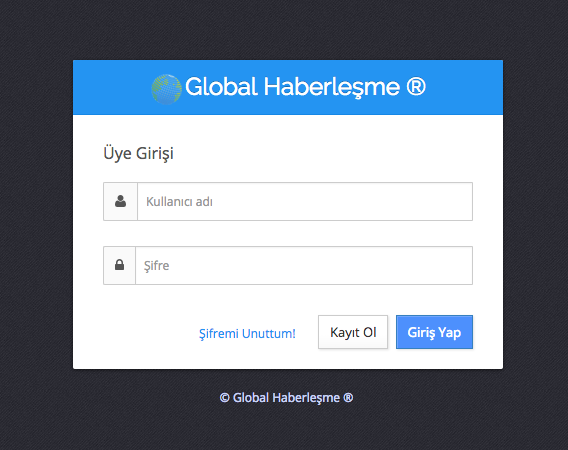 Global Haberleşme ®
Üye Girişi
Kullanıcı adı
Şifre
Şifremi Unuttum!
Kayıt Ol
Giriş Yap
© Global Haberleşme ®